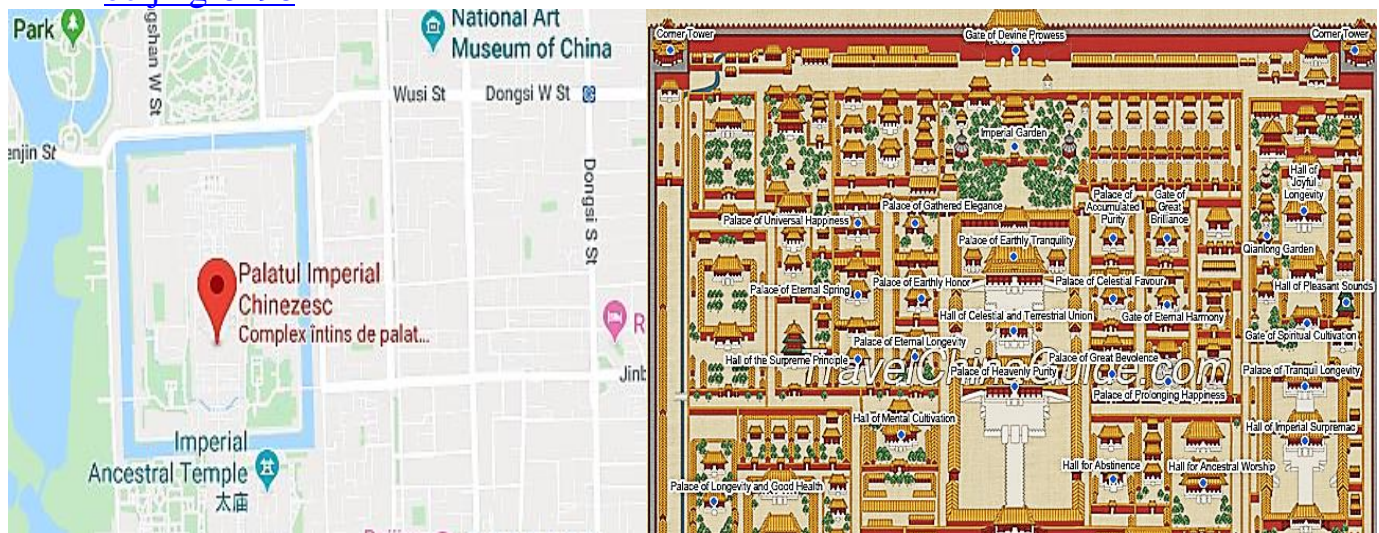 Park
gshan W St
National Art
Museum of China
Wusi St
Dongsi W St
enjin St
Dongsi S St
Palatul Imperial
Chinezesc
Complex întins de palat...
R
Jinb
Imperial
Ancestral Temple
太庙
Corner Tower
Gate of Devine Prowess
Corner Tower
Imperial Garden
Hall of
Joyful
Longevity
Palace of
Accumulated
Purity
Gate of
Great
Brilliance
Palace of Gathered Elegance
Palace of Universal Happiness
Palace of Earthly Tranquility
Qianlong Garden
Palace of Eternal Spring
Palace of Earthly Honor
Palace of Celestial Favour
Hall of Pleasant Sounds
Hall of Celestial and Terrestrial Union
Gate of Eternal Harmony
Gate of Spiritual Cultivation
Palace of Eternal Longevity
Hall of the Surpreme Principle
Palace of Great Bevolence
TravelChinaGuide.com
Palace of Heavenly Purity
Palace of Tranquil Longevity
Palace of Prolonging Happiness
Hall of Mental Cultivation
Hall of Imperial Surpremac
Hall for Abstinence
Hall for Ancestral Worship
Palace of Longevity and Good Health